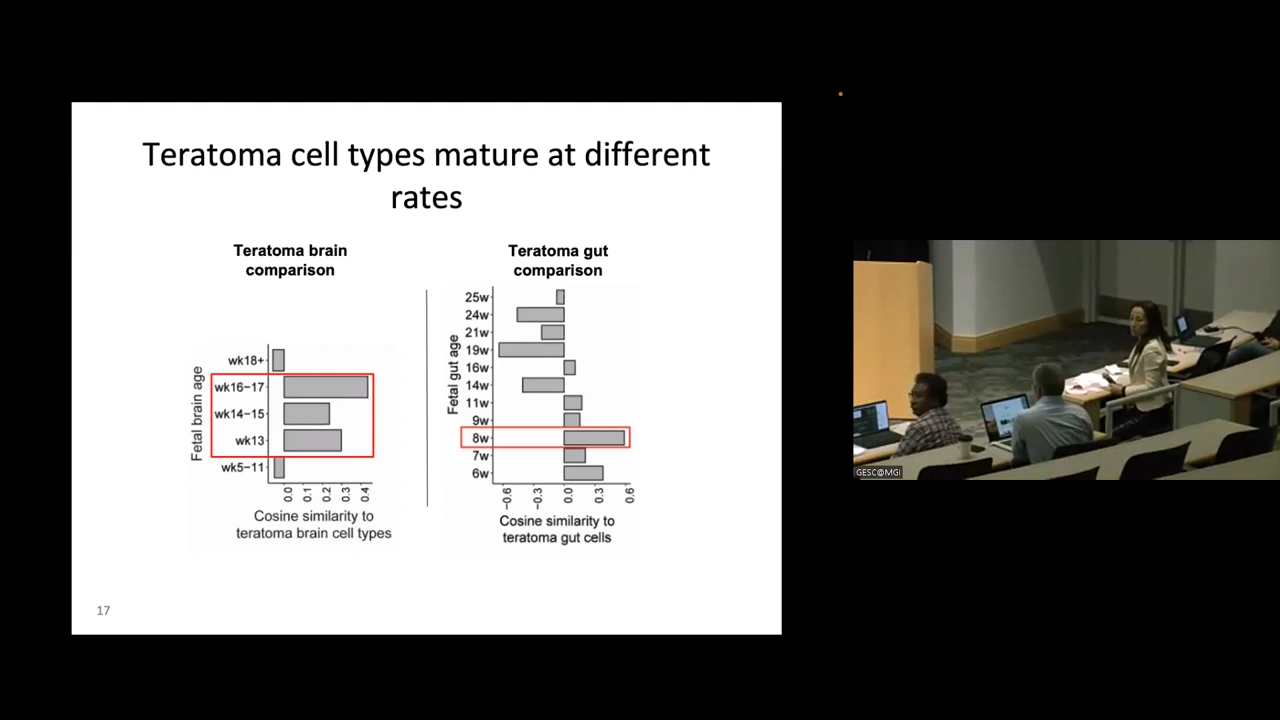 Teratoma cell types mature at different
rates
Teratoma brain
comparison
Fetal brain age
wk18+
wk16–17
wk14–15
wk13
wk5–11
0.0
0.1
0.2
0.3
0.4
Cosine similarity to
teratoma brain cell types
Teratoma gut
comparison
Fetal gut age
25w
24w
21w
19w
16w
14w
11w
9w
8w
7w
6w
−0.6
−0.3
0.0
0.3
0.6
Cosine similarity to
teratoma gut cells
17
GESC@MGI